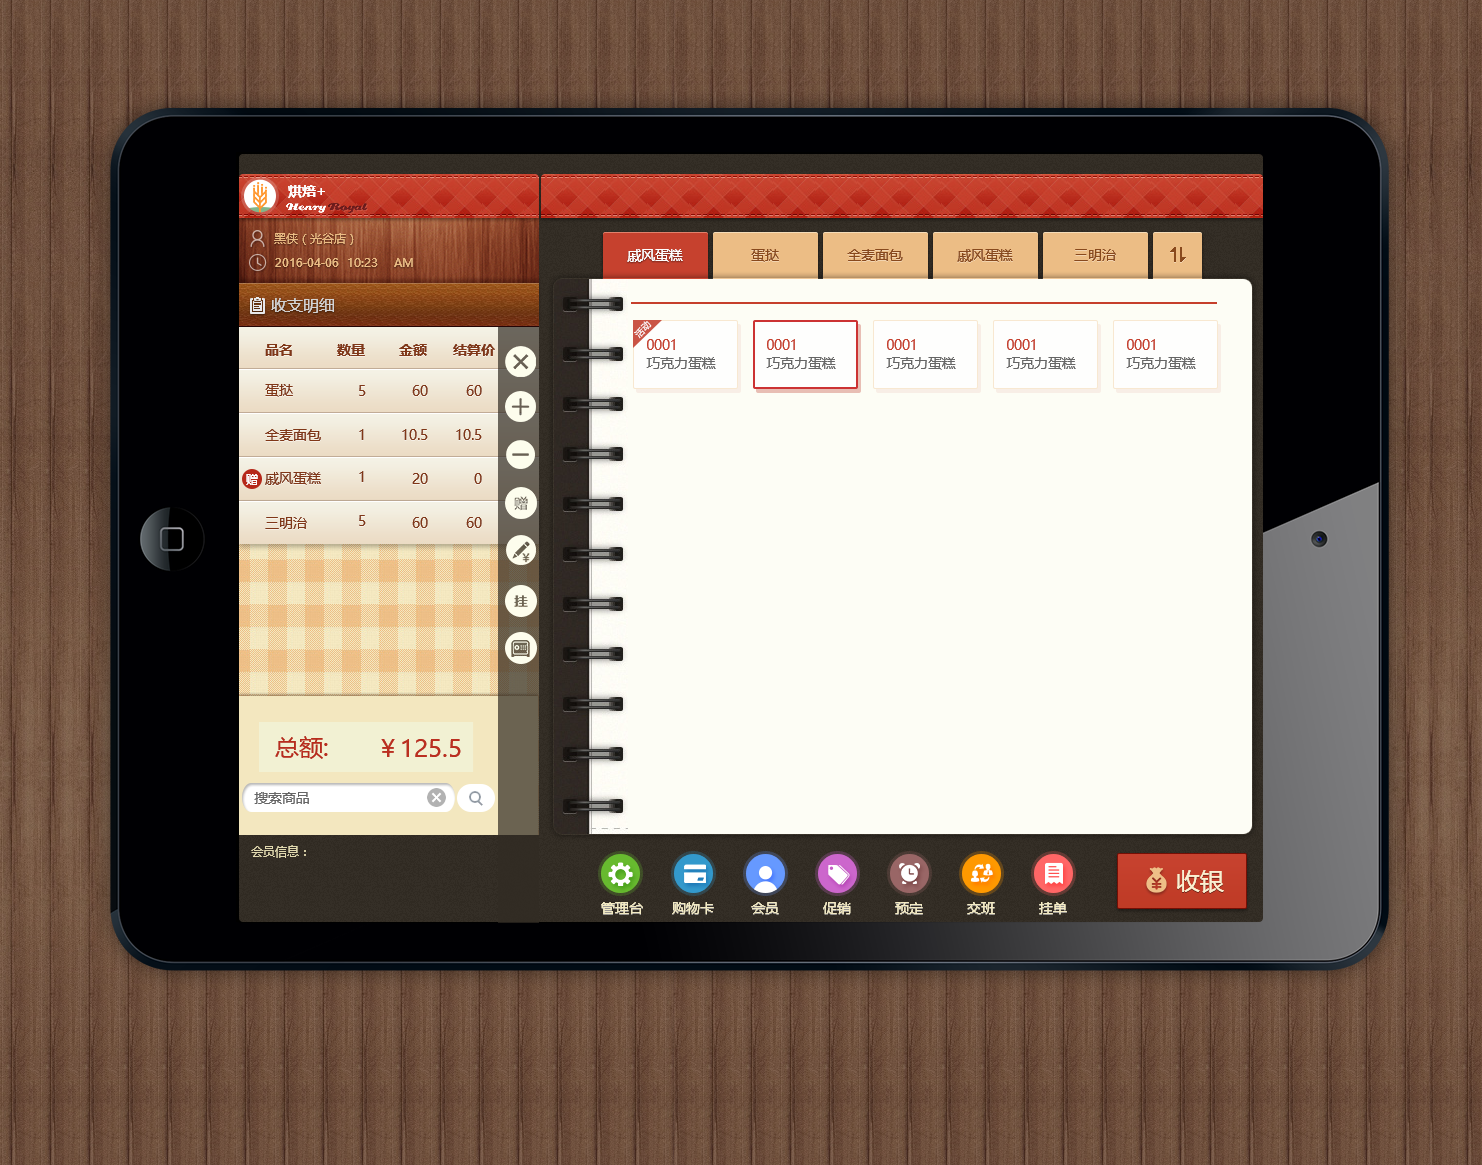 烘焙+
Henry Royal
黑侠（光谷店）
2016-04-06 10:23 AM
收支明细
品名 数量 金额 结算价
蛋挞 5 60 60
全麦面包 1 10.5 10.5
赠 戚风蛋糕 1 20 0
三明治 5 60 60
赠
¥
挂
总额: ¥125.5
搜索商品
会员信息：
戚风蛋糕 蛋挞 全麦面包 戚风蛋糕 三明治
活动
0001 0001 0001 0001 0001
巧克力蛋糕 巧克力蛋糕 巧克力蛋糕 巧克力蛋糕 巧克力蛋糕
管理台 购物卡 会员 促销 预定 交班 挂单
¥ 收银